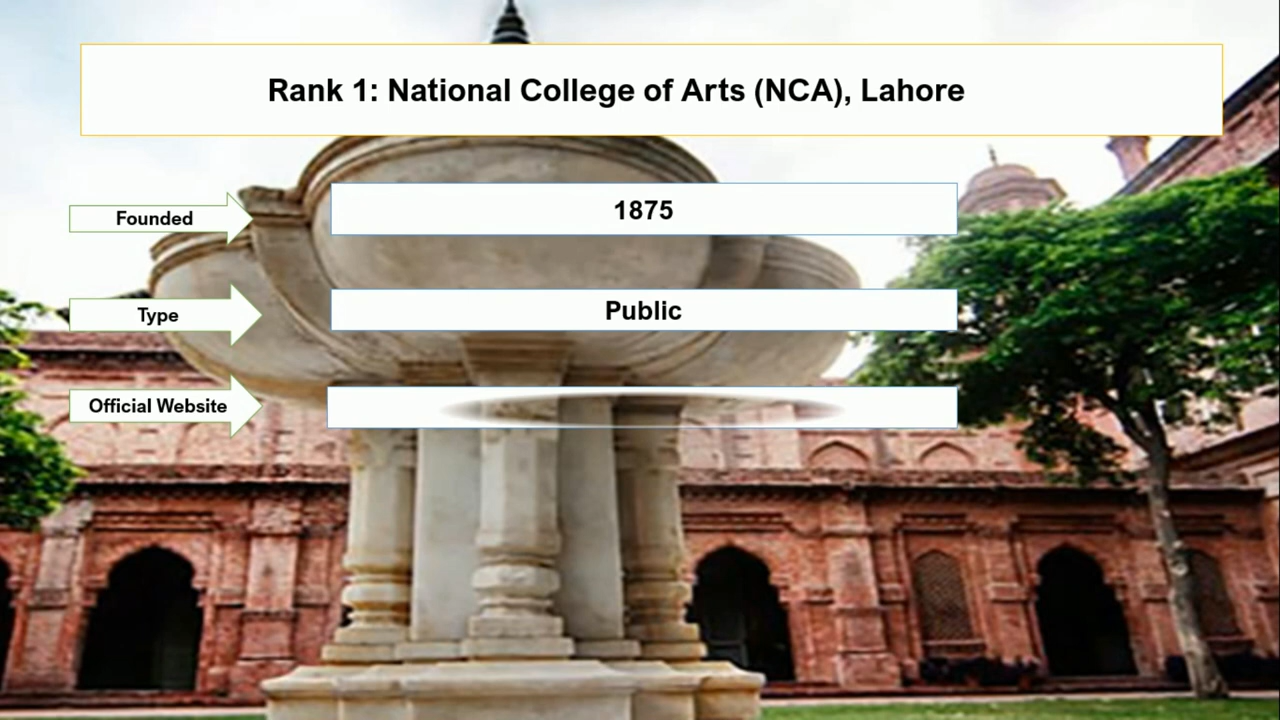 Rank 1: National College of Arts (NCA), Lahore
Founded
1875
Type
Public
Official Website